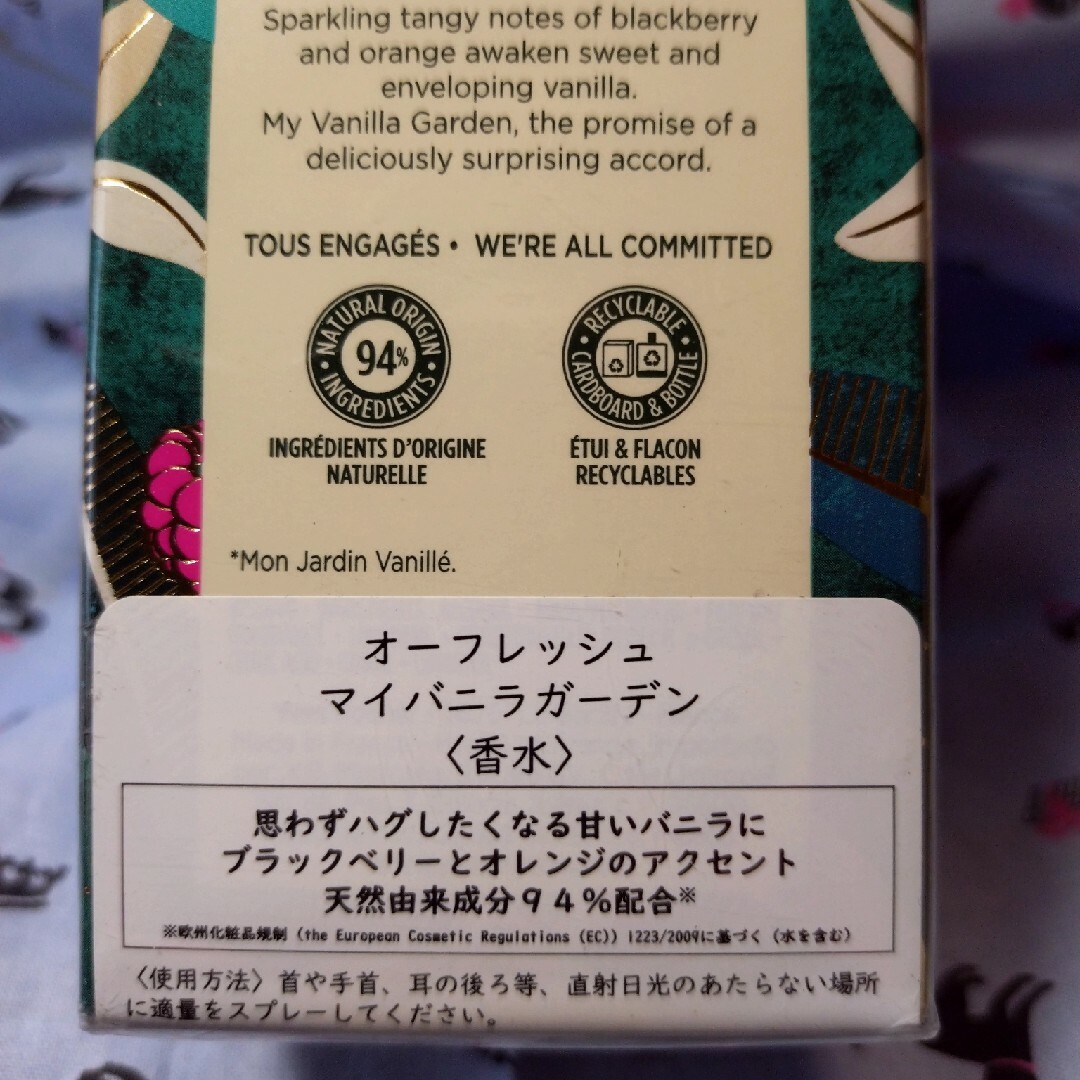 Sparkling tangy notes of blackberry
and orange awaken sweet and
enveloping vanilla.
My Vanilla Garden, the promise of a
deliciously surprising accord.
TOUS ENGAGÉS • WE'RE ALL COMMITTED
NATURAL ORIGIN
94%
INGREDIENTS
RECYCLABLE
CARDBOARD & BOTTLE
INGRÉDIENTS D'ORIGINE
NATURELLE
ÉTUI & FLACON
RECYCLABLES
*Mon Jardin Vanillé.
オーフレッシュ
マイバニラガーデン
〈香水〉
思わずハグしたくなる甘いバニラに
ブラックベリーとオレンジのアクセント
天然由来成分94%配合※
※欧州化粧品規制 (the European Cosmetic Regulations (EC)) 1223/2009に基づく (水を含む)
〈使用方法〉首や手首、耳の後ろ等、直射日光のあたらない場所
に適量をスプレーしてください。